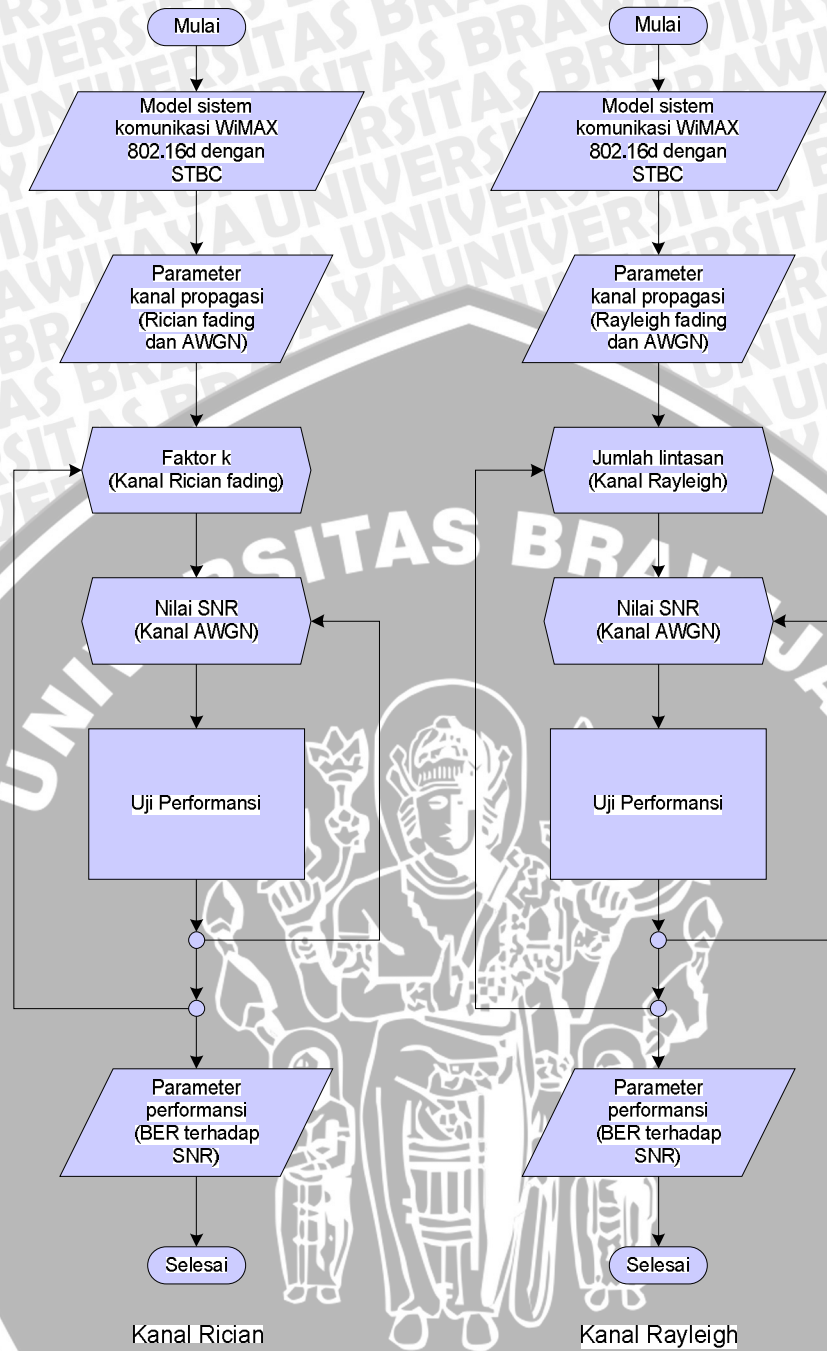 Mulai
Model sistem
komunikasi WiMAX
802.16d dengan
STBC
Parameter
kanal propagasi
(Rician fading
dan AWGN)
Faktor k
(Kanal Rician fading)
Nilai SNR
(Kanal AWGN)
Uji Performansi
Parameter
performansi
(BER terhadap
SNR)
Selesai
Kanal Rician
Mulai
Model sistem
komunikasi WiMAX
802.16d dengan
STBC
Parameter
kanal propagasi
(Rayleigh fading
dan AWGN)
Jumlah lintasan
(Kanal Rayleigh)
Nilai SNR
(Kanal AWGN)
Uji Performansi
Parameter
performansi
(BER terhadap
SNR)
Selesai
Kanal Rayleigh